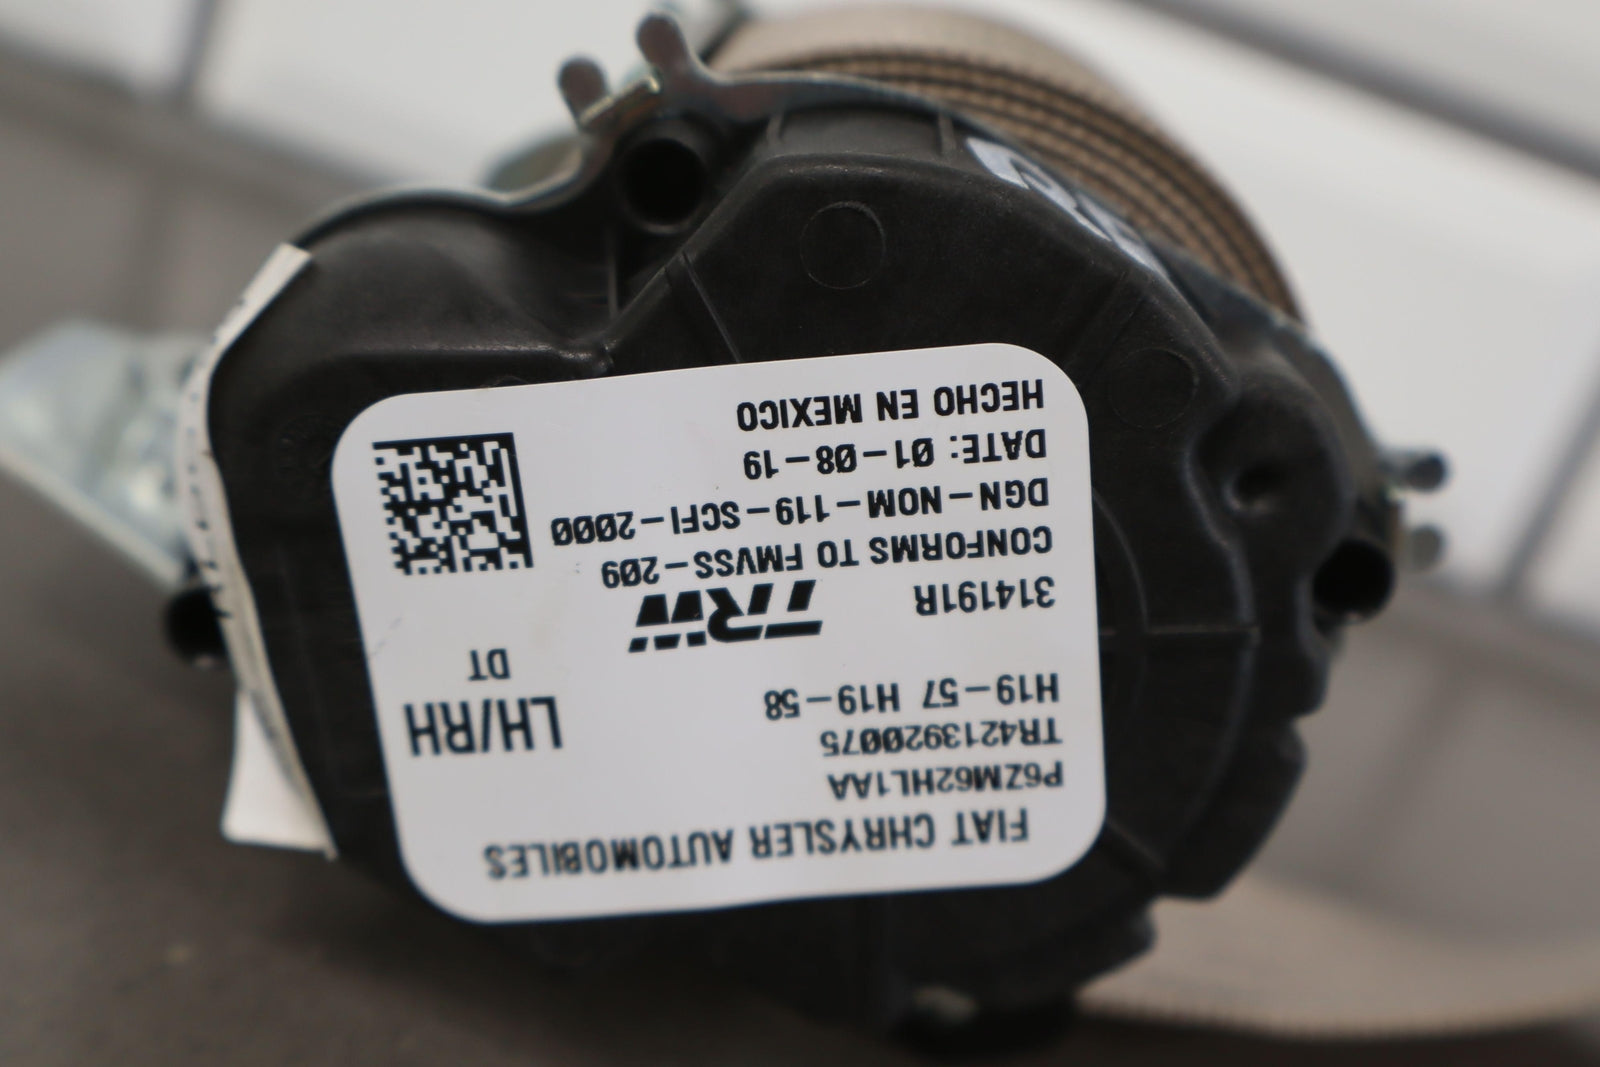 FIAT CHRYSLER AUTOMOBILES
P6ZM62HL1AA
TR4213920075
H19-57 H19-58
LH/RH
DT
314191R
TRW
CONFORMS TO FMVSS-209
DGN-NOM-119-SCFI-2000
DATE: 01-08-19
HECHO EN MEXICO